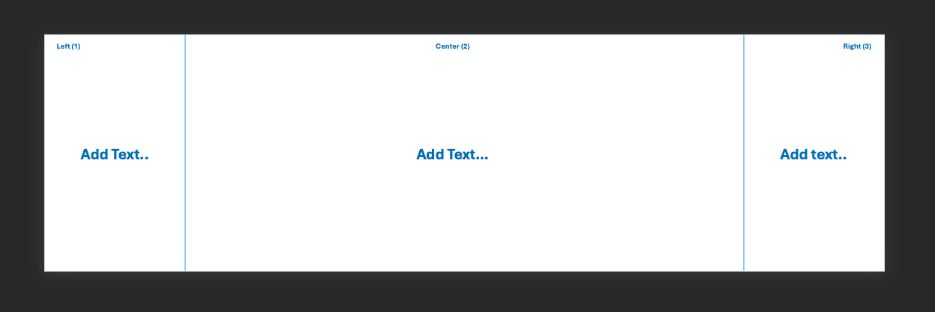 Left (1)
Center (2)
Right (3)
Add Text..
Add Text...
Add text..